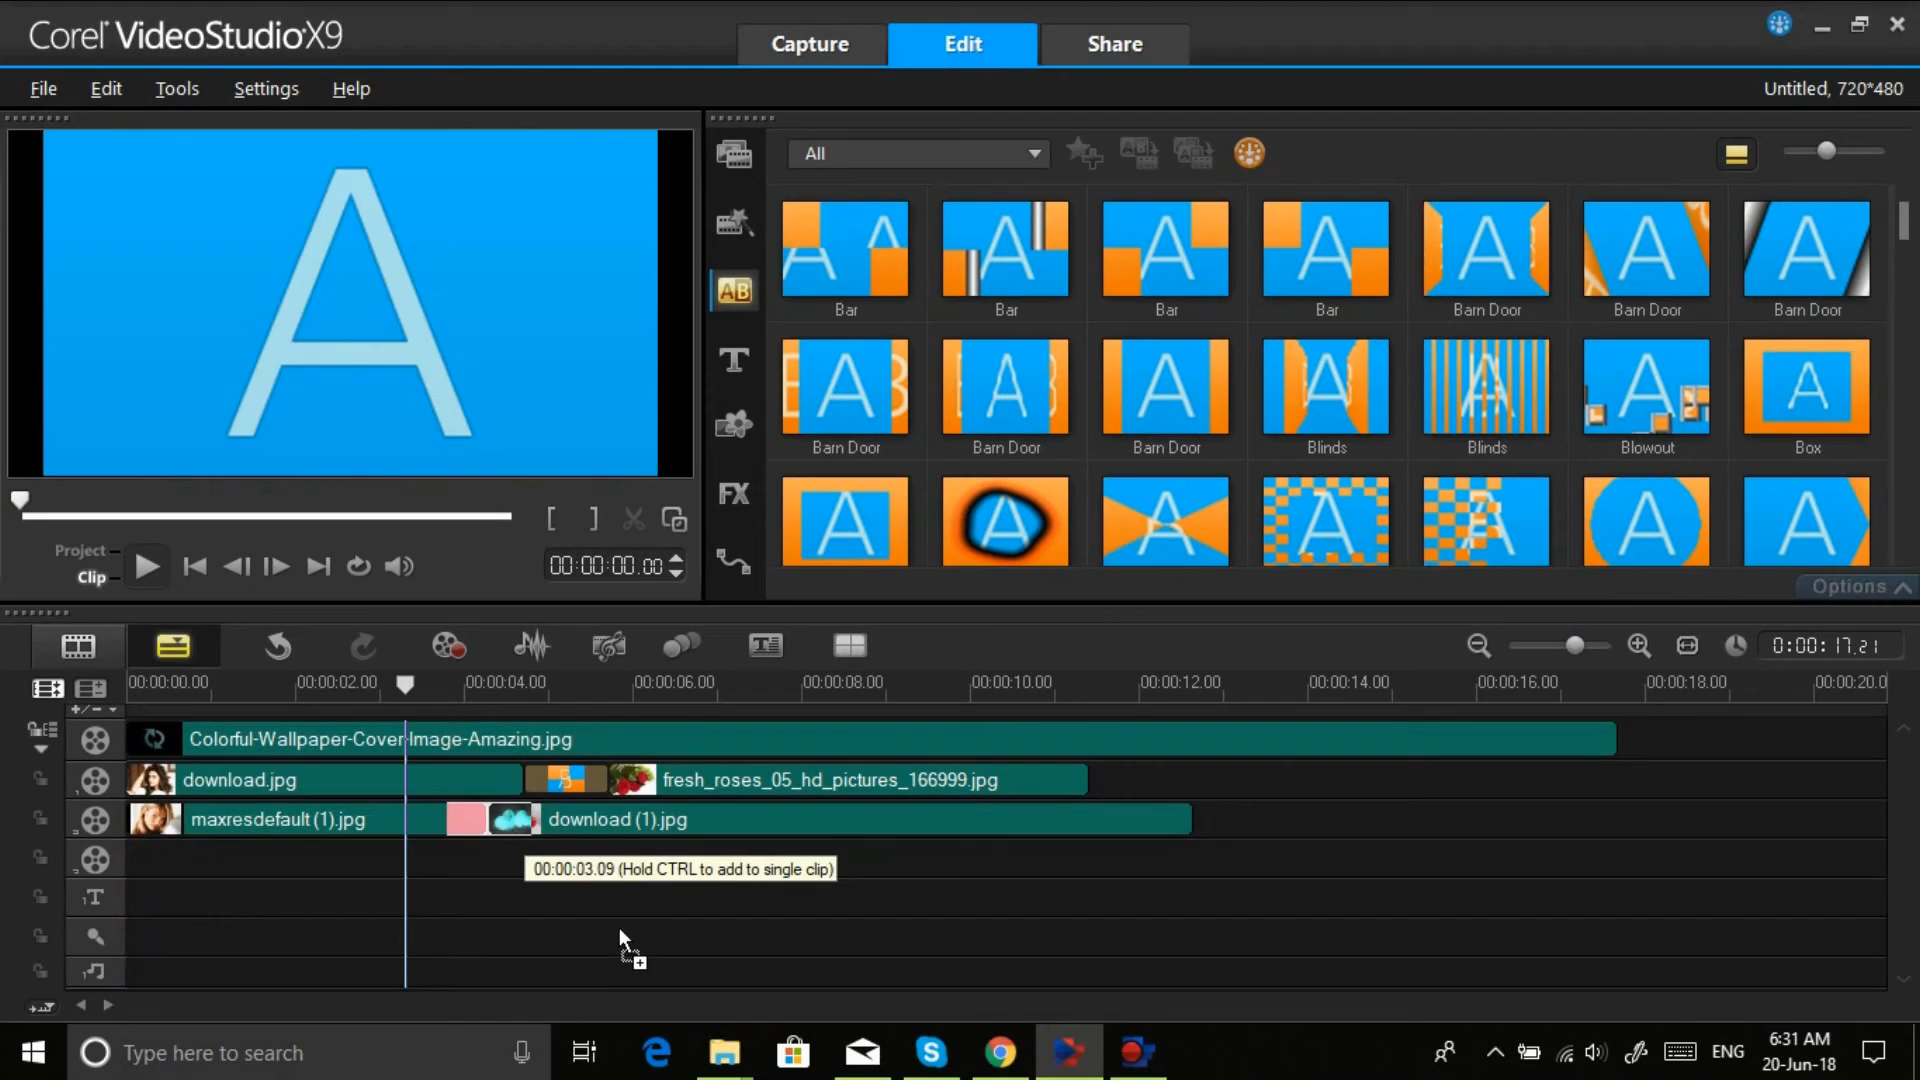 Corel VideoStudio X9
Capture
Edit
Share
File
Edit
Tools
Settings
Help
Untitled, 720*480
All
Bar
Bar
Bar
Bar
Barn Door
Barn Door
Barn Door
Barn Door
Barn Door
Barn Door
Blinds
Blinds
Blowout
Box
AB
T
FX
Project
Clip
[ ]
00:00:00.00
Options
0:00:17.21
00:00:00.00
00:00:02.00
00:00:04.00
00:00:06.00
00:00:08.00
00:00:10.00
00:00:12.00
00:00:14.00
00:00:16.00
00:00:18.00
00:00:20.0
Colorful-Wallpaper-Cover-Image-Amazing.jpg
download.jpg
fresh_roses_05_hd_pictures_166999.jpg
maxresdefault (1).jpg
download (1).jpg
00:00:03.09 (Hold CTRL to add to single clip)
Type here to search
ENG
6:31 AM
20-Jun-18